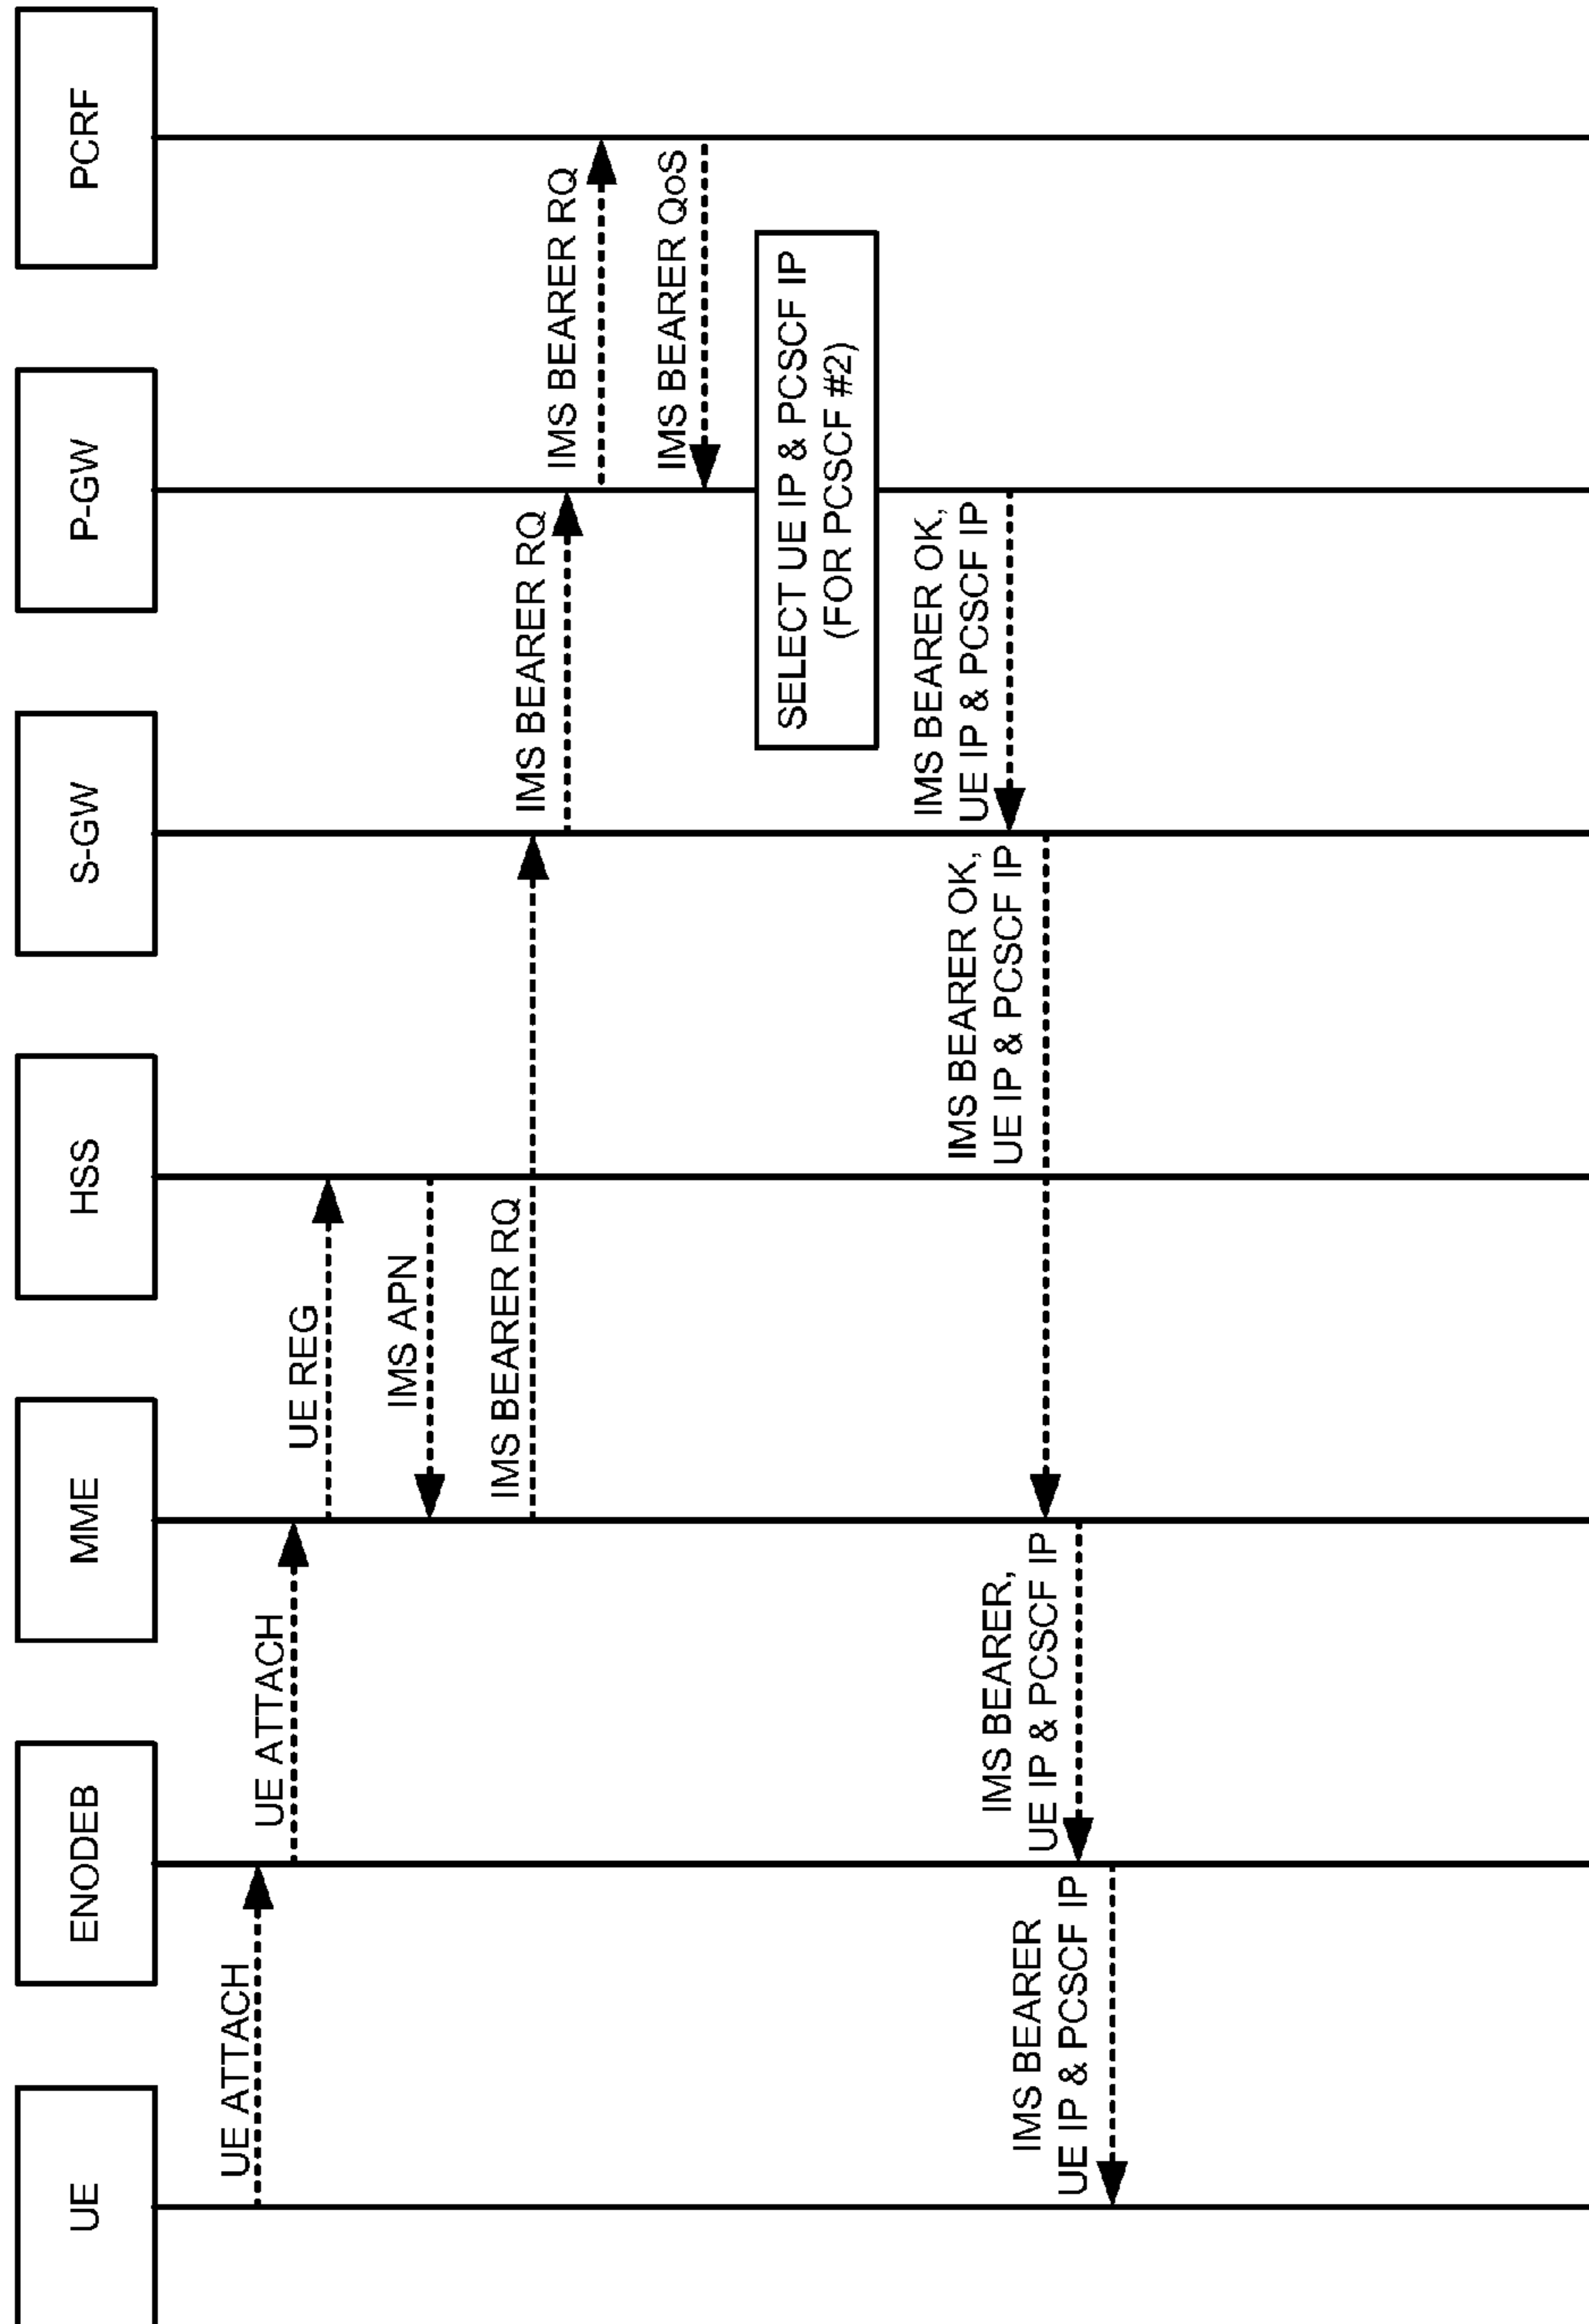 UE
ENODEB
MME
HSS
S-GW
P-GW
PCRF
UE ATTACH
UE ATTACH
UE REG
IMS APN
IMS BEARER RQ
IMS BEARER RQ
IMS BEARER RQ
IMS BEARER QoS
SELECT UE IP & PCSCF IP
(FOR PCSCF #2)
IMS BEARER OK,
UE IP & PCSCF IP
IMS BEARER OK,
UE IP & PCSCF IP
IMS BEARER,
UE IP & PCSCF IP
IMS BEARER
UE IP & PCSCF IP